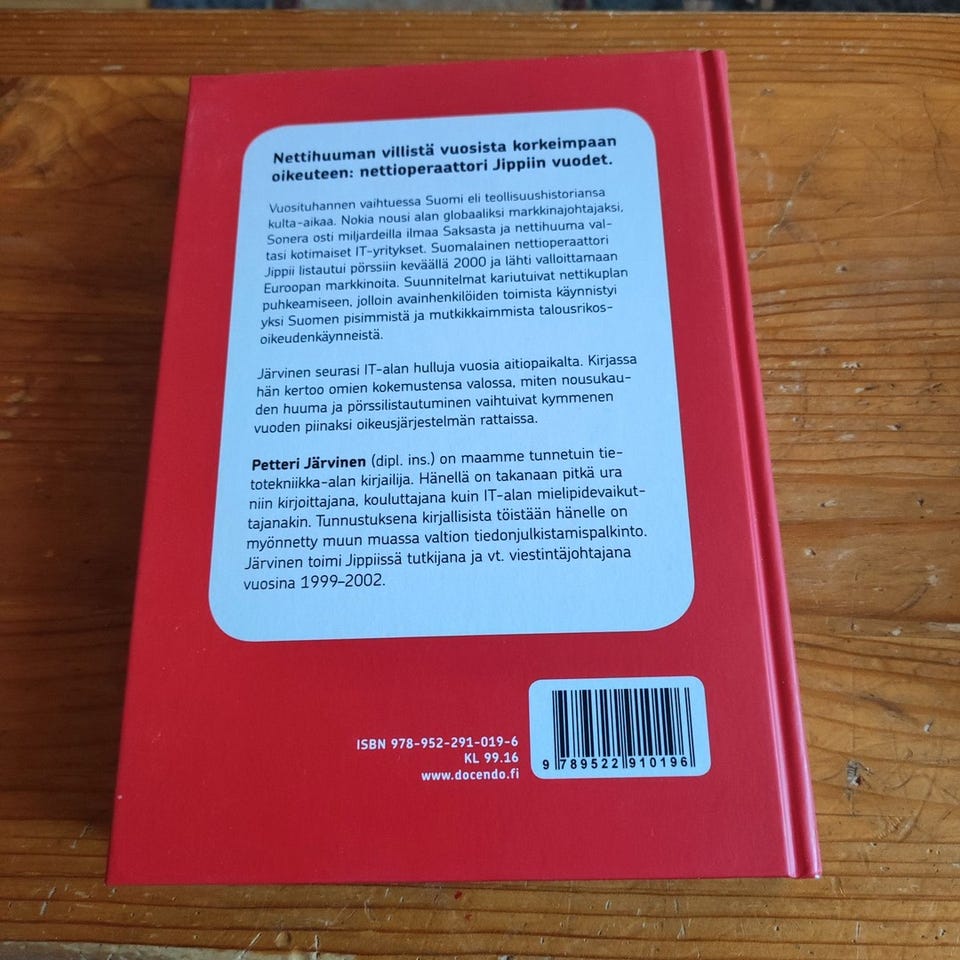 Nettihuuman villistä vuosista korkeimpaan
oikeuteen: nettioperaattori Jippiin vuodet.
Vuosituhannen vaihtuessa Suomi eli teollisuushistoriansa
kulta-aikaa. Nokia nousi alan globaaliksi markkinajohtajaksi,
Sonera osti miljardeilla ilmaa Saksasta ja nettihuuma val-
tasi kotimaiset IT-yritykset. Suomalainen nettioperaattori
Jippii listautui pörssiin keväällä 2000 ja lähti valloittamaan
Euroopan markkinoita. Suunnitelmat kariutuivat nettikuplan
puhkeamiseen, jolloin avainhenkilöiden toimista käynnistyi
yksi Suomen pisimmistä ja mutkikkaimmista talousrikos-
oikeudenkäynneistä.
Järvinen seurasi IT-alan hulluja vuosia aitiopaikalta. Kirjassa
hän kertoo omien kokemustensa valossa, miten nousukau-
den huuma ja pörssilistautuminen vaihtuivat kymmenen
vuoden piinaksi oikeusjärjestelmän rattaissa.
Petteri Järvinen (dipl. ins.) on maamme tunnetuin tie-
totekniikka-alan kirjailija. Hänellä on takanaan pitkä ura
niin kirjoittajana, kouluttajana kuin IT-alan mielipidevaikut-
tajanakin. Tunnustuksena kirjallisista töistään hänelle on
myönnetty muun muassa valtion tiedonjulkistamispalkinto.
Järvinen toimi Jippiissä tutkijana ja vt. viestintäjohtajana
vuosina 1999–2002.
ISBN 978-952-291-019-6
KL 99.16
www.docendo.fi
9 789522 910196